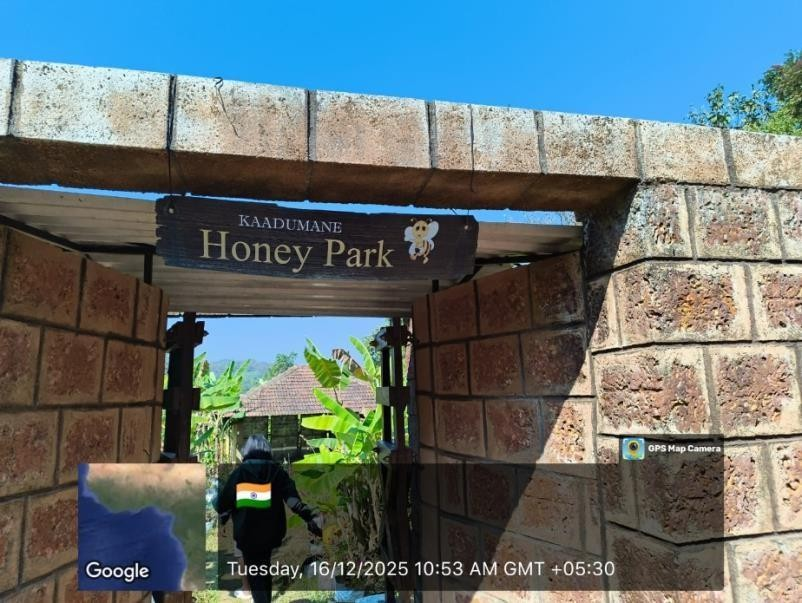 KAADUMANE
Honey Park
GPS Map Camera
Google
Tuesday, 16/12/2025 10:53 AM GMT +05:30